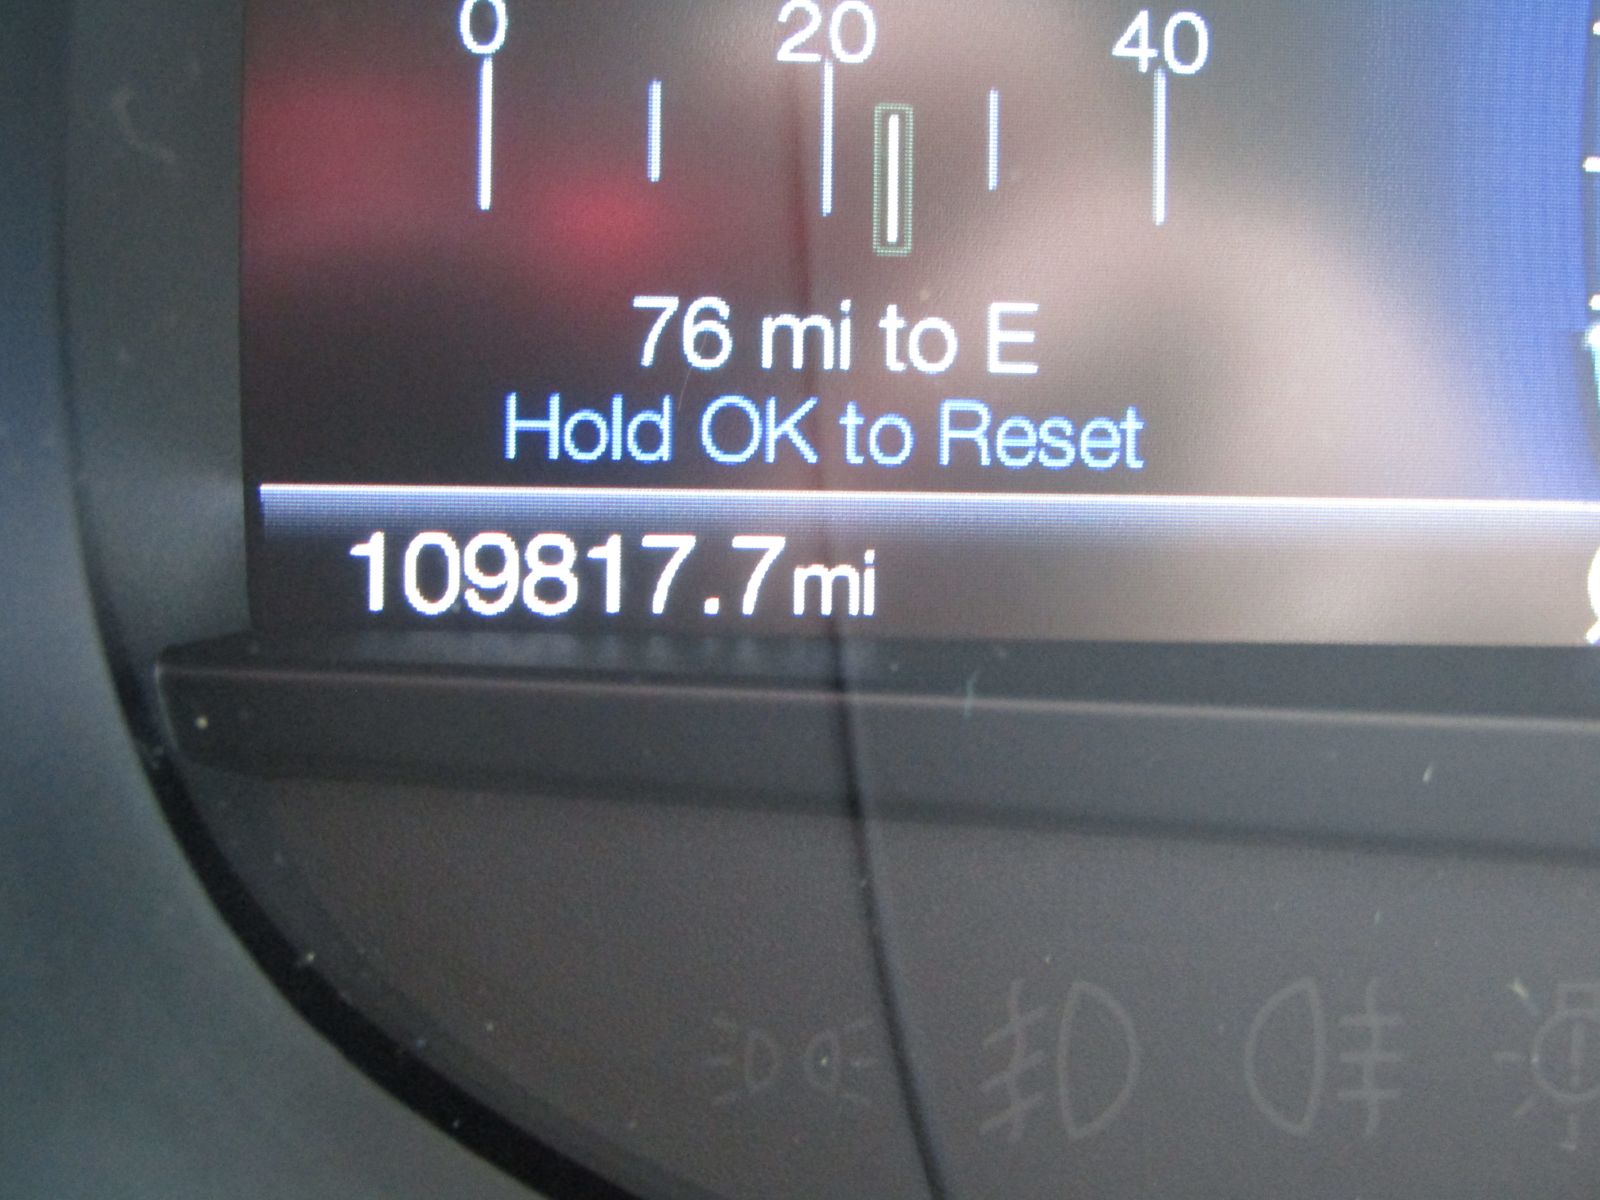 0 20 40
76 mi to E
Hold OK to Reset
109817.7mi